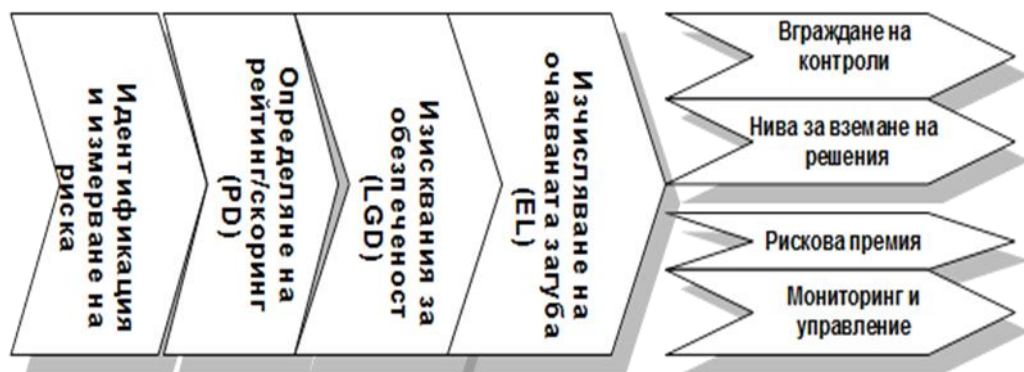 Идентификация
и измерване на
риска
Определяне на
рейтинг/скоринг
(PD)
Изисквания за
обезпеченост
(LGD)
Изчисляване на
очакваната загуба
(EL)
Вграждане на
контроли
Нива за вземане на
решения
Рискова премия
Мониторинг и
управление